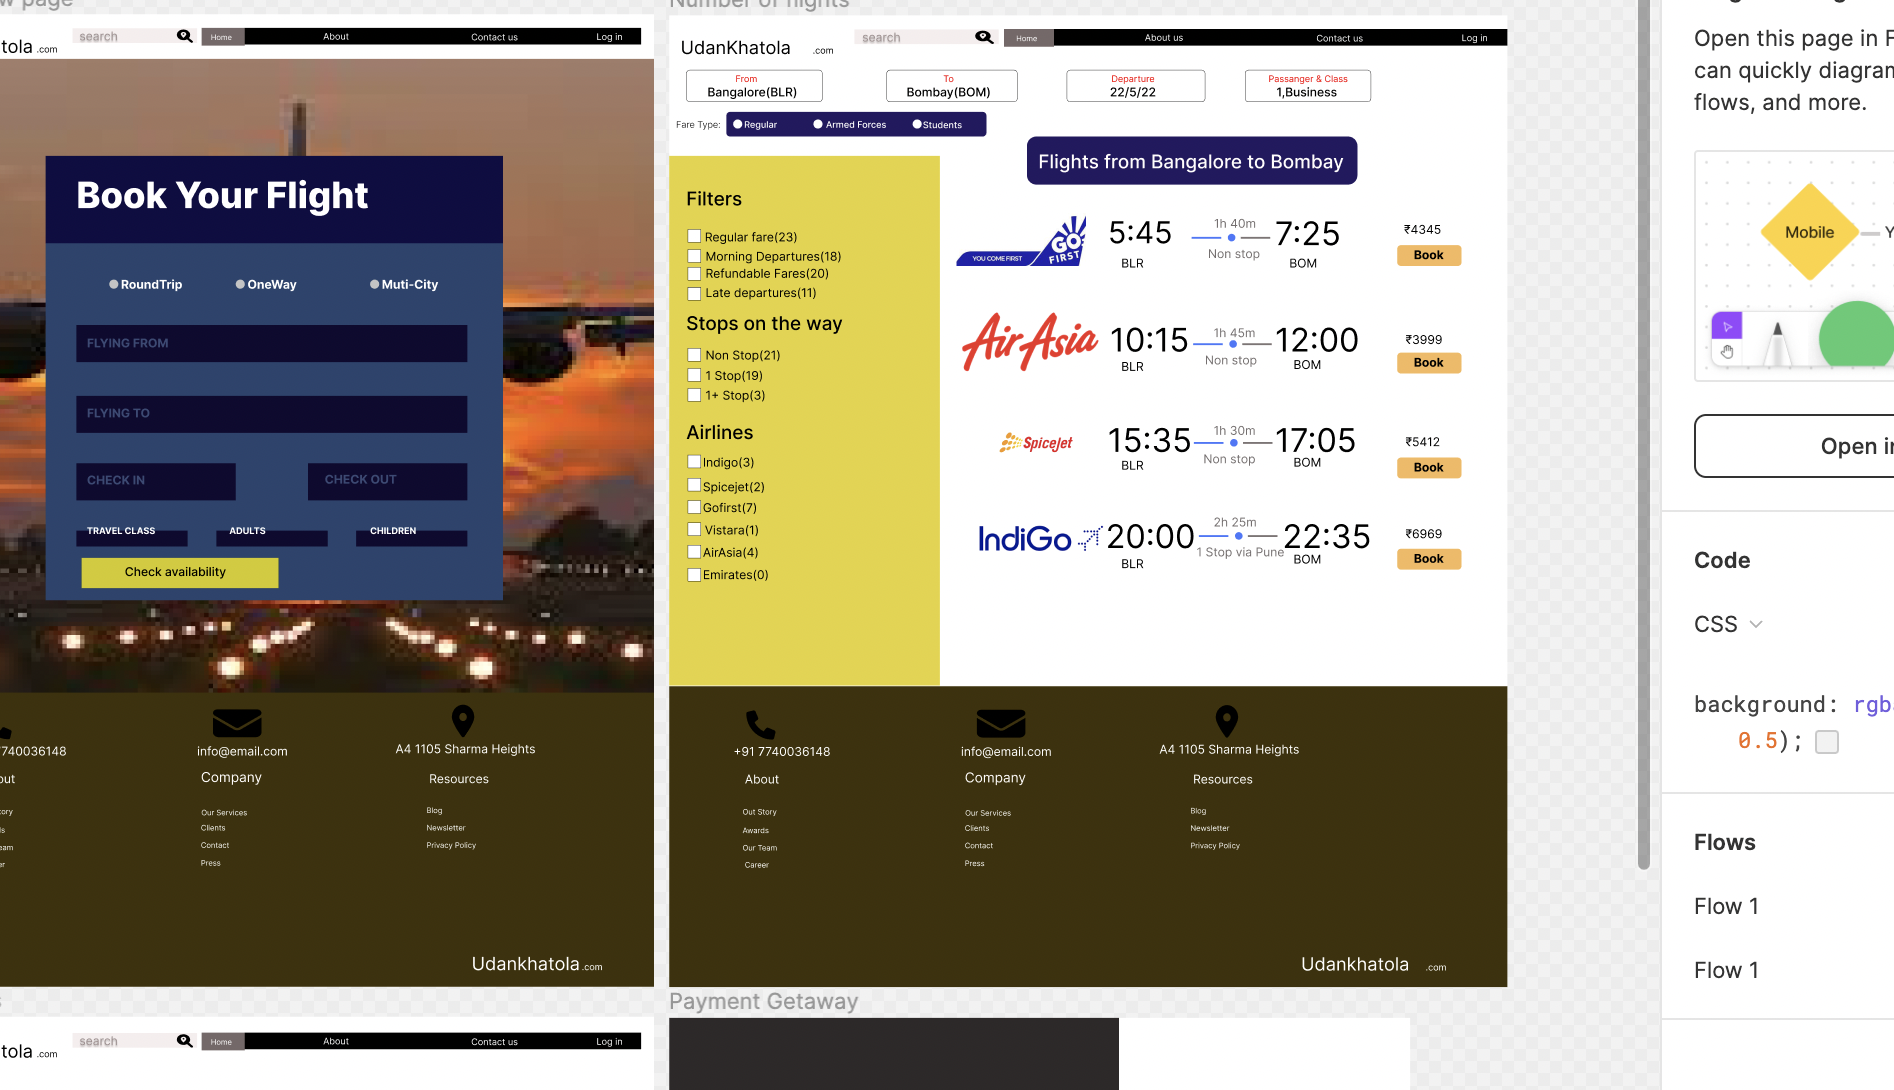 w page
tola .com
search
Home
About
Contact us
Log in
Book Your Flight
RoundTrip
OneWay
Muti-City
FLYING FROM
FLYING TO
CHECK IN
CHECK OUT
TRAVEL CLASS
ADULTS
CHILDREN
Check availability
7740036148
info@email.com
A4 1105 Sharma Heights
out
Company
Resources
tory
Our Services
Blog
ds
Clients
Newsletter
eam
Contact
Privacy Policy
er
Press
Udankhatola .com
Number of flights
UdanKhatola .com
search
Home
About us
Contact us
Log in
From
Bangalore(BLR)
To
Bombay(BOM)
Departure
22/5/22
Passanger & Class
1,Business
Fare Type:
Regular
Armed Forces
Students
Flights from Bangalore to Bombay
Filters
Regular fare(23)
Morning Departures(18)
Refundable Fares(20)
Late departures(11)
Stops on the way
Non Stop(21)
1 Stop(19)
1+ Stop(3)
Airlines
Indigo(3)
Spicejet(2)
Gofirst(7)
Vistara(1)
AirAsia(4)
Emirates(0)
YOU COME FIRST
GO FIRST
5:45
BLR
1h 40m
Non stop
7:25
BOM
₹4345
Book
AirAsia
10:15
BLR
1h 45m
Non stop
12:00
BOM
₹3999
Book
SpiceJet
15:35
BLR
1h 30m
Non stop
17:05
BOM
₹5412
Book
IndiGo
20:00
BLR
2h 25m
1 Stop via Pune
22:35
BOM
₹6969
Book
+91 7740036148
info@email.com
A4 1105 Sharma Heights
About
Company
Resources
Out Story
Our Services
Blog
Awards
Clients
Newsletter
Our Team
Contact
Privacy Policy
Career
Press
Udankhatola .com
s
tola .com
search
Home
About
Contact us
Log in
Payment Getaway
Open this page in F
can quickly diagram
flows, and more.
Mobile
Y
Open in
Code
CSS
background: rgb
0.5);
Flows
Flow 1
Flow 1